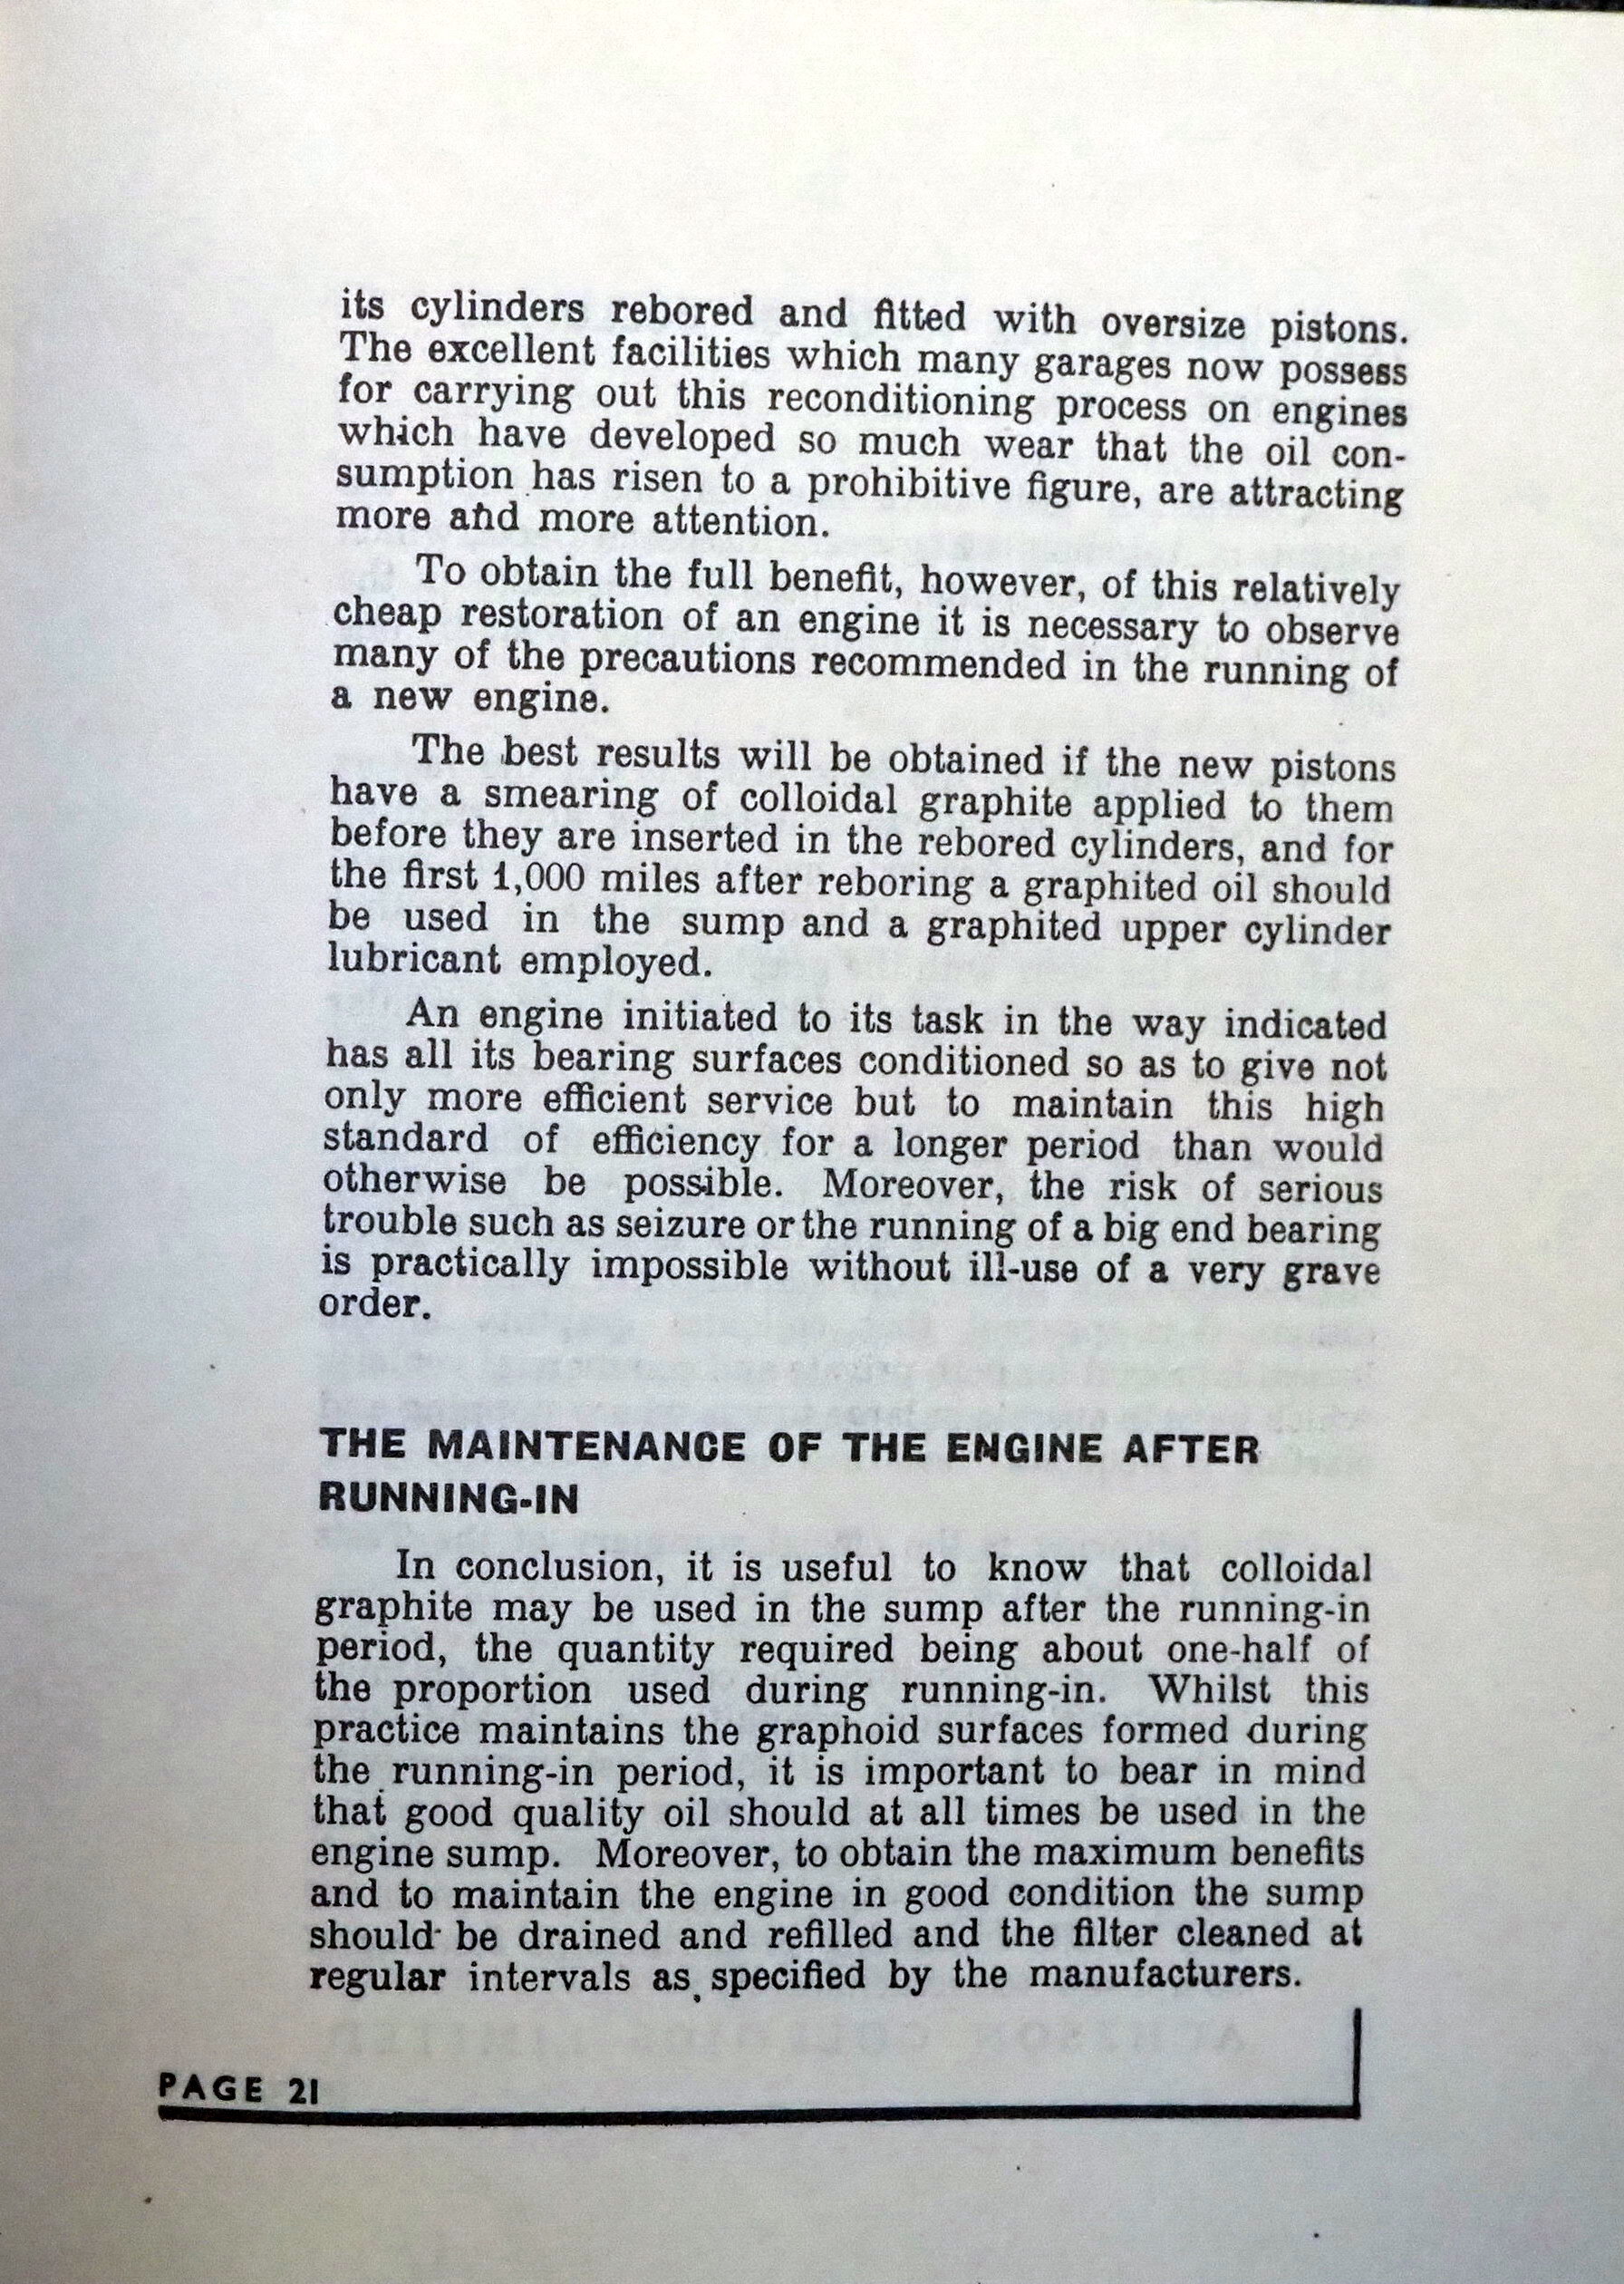 its cylinders rebored and fitted with oversize pistons.
The excellent facilities which many garages now possess
for carrying out this reconditioning process on engines
which have developed so much wear that the oil con-
sumption has risen to a prohibitive figure, are attracting
more and more attention.
To obtain the full benefit, however, of this relatively
cheap restoration of an engine it is necessary to observe
many of the precautions recommended in the running of
a new engine.
The best results will be obtained if the new pistons
have a smearing of colloidal graphite applied to them
before they are inserted in the rebored cylinders, and for
the first 1,000 miles after reboring a graphited oil should
be used in the sump and a graphited upper cylinder
lubricant employed.
An engine initiated to its task in the way indicated
has all its bearing surfaces conditioned so as to give not
only more efficient service but to maintain this high
standard of efficiency for a longer period than would
otherwise be possible. Moreover, the risk of serious
trouble such as seizure or the running of a big end bearing
is practically impossible without ill-use of a very grave
order.
THE MAINTENANCE OF THE ENGINE AFTER
RUNNING-IN
In conclusion, it is useful to know that colloidal
graphite may be used in the sump after the running-in
period, the quantity required being about one-half of
the proportion used during running-in. Whilst this
practice maintains the graphoid surfaces formed during
the running-in period, it is important to bear in mind
that good quality oil should at all times be used in the
engine sump. Moreover, to obtain the maximum benefits
and to maintain the engine in good condition the sump
should be drained and refilled and the filter cleaned at
regular intervals as specified by the manufacturers.
PAGE 21